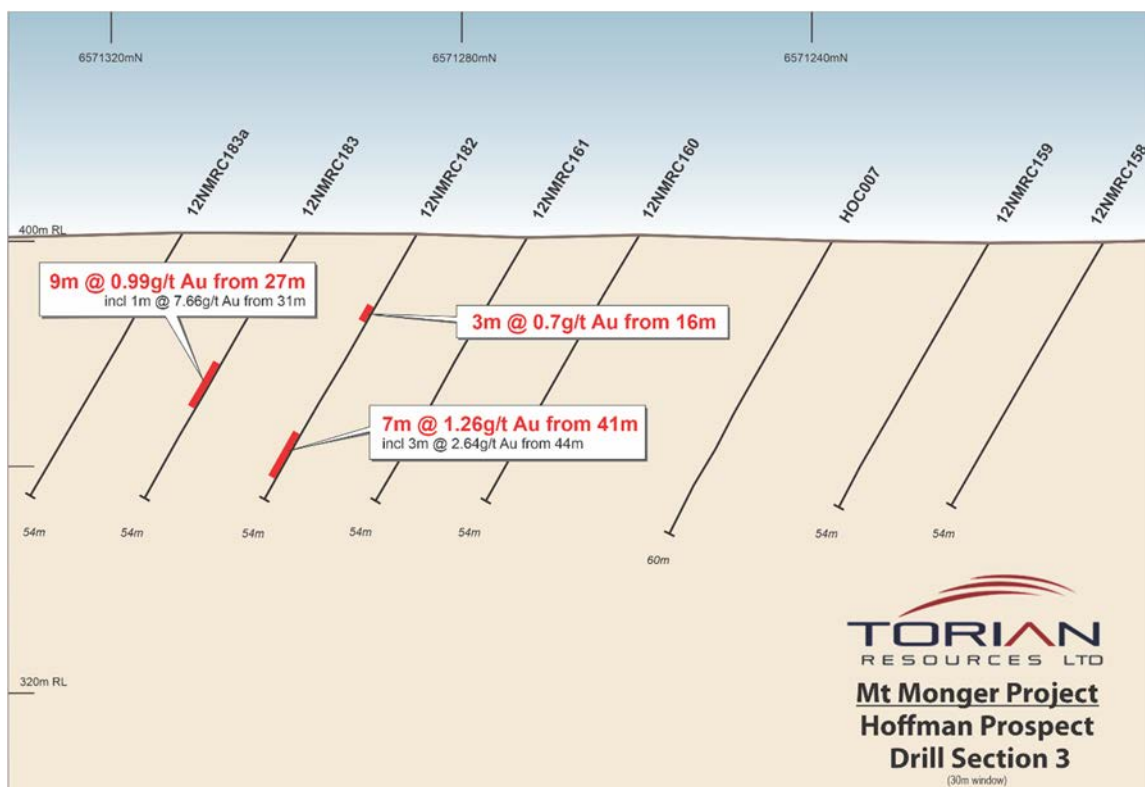 6571320mN
6571280mN
6571240mN
12NMRC183a
12NMRC183
12NMRC182
12NMRC161
12NMRC160
HOC007
12NMRC159
12NMRC158
400m RL
9m @ 0.99g/t Au from 27m
incl 1m @ 7.66g/t Au from 31m
3m @ 0.7g/t Au from 16m
7m @ 1.26g/t Au from 41m
incl 3m @ 2.64g/t Au from 44m
54m
54m
54m
54m
54m
60m
54m
54m
320m RL
TORIAN
RESOURCES LTD
Mt Monger Project
Hoffman Prospect
Drill Section 3
(30m window)